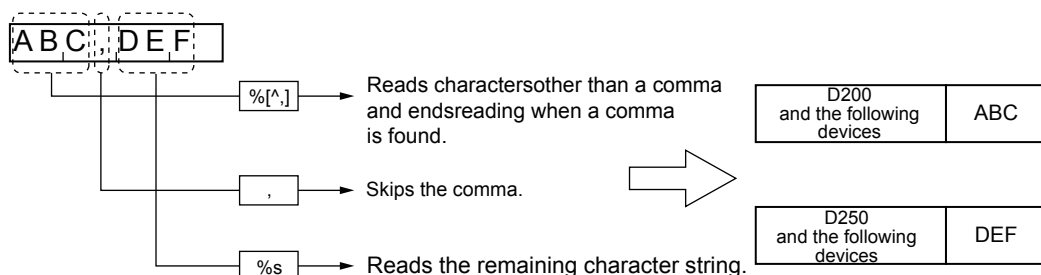 ABC,DEF
%[^,]
Reads charactersother than a comma
and endsreading when a comma
is found.
,
Skips the comma.
%s
Reads the remaining character string.
D200
and the following
devices
ABC
D250
and the following
devices
DEF